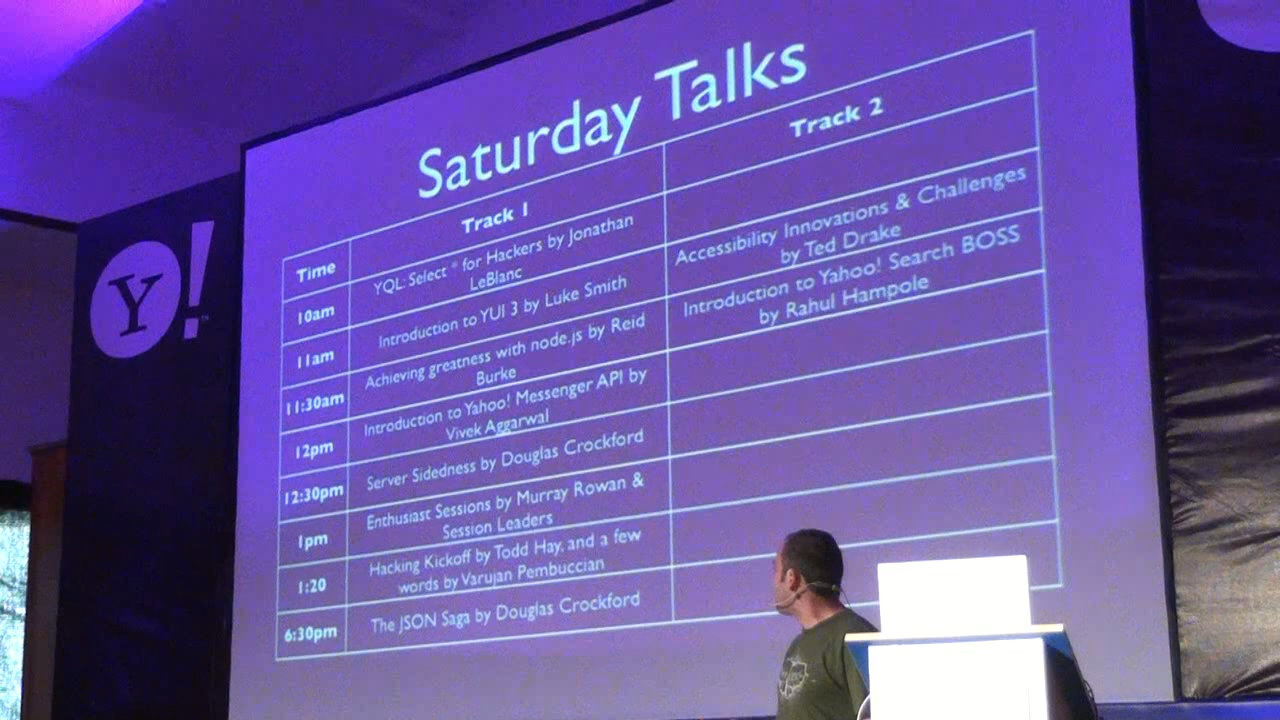 Y!
Saturday Talks
Time
Track 1
Track 2
10am
YQL: Select * for Hackers by Jonathan
LeBlanc
11am
Introduction to YUI 3 by Luke Smith
Accessibility Innovations & Challenges
by Ted Drake
11:30am
Achieving greatness with node.js by Reid
Burke
Introduction to Yahoo! Search BOSS
by Rahul Hampole
12pm
Introduction to Yahoo! Messenger API by
Vivek Aggarwal
12:30pm
Server Sidedness by Douglas Crockford
1pm
Enthusiast Sessions by Murray Rowan &
Session Leaders
1:20
Hacking Kickoff by Todd Hay, and a few
words by Varujan Pembuccian
6:30pm
The JSON Saga by Douglas Crockford